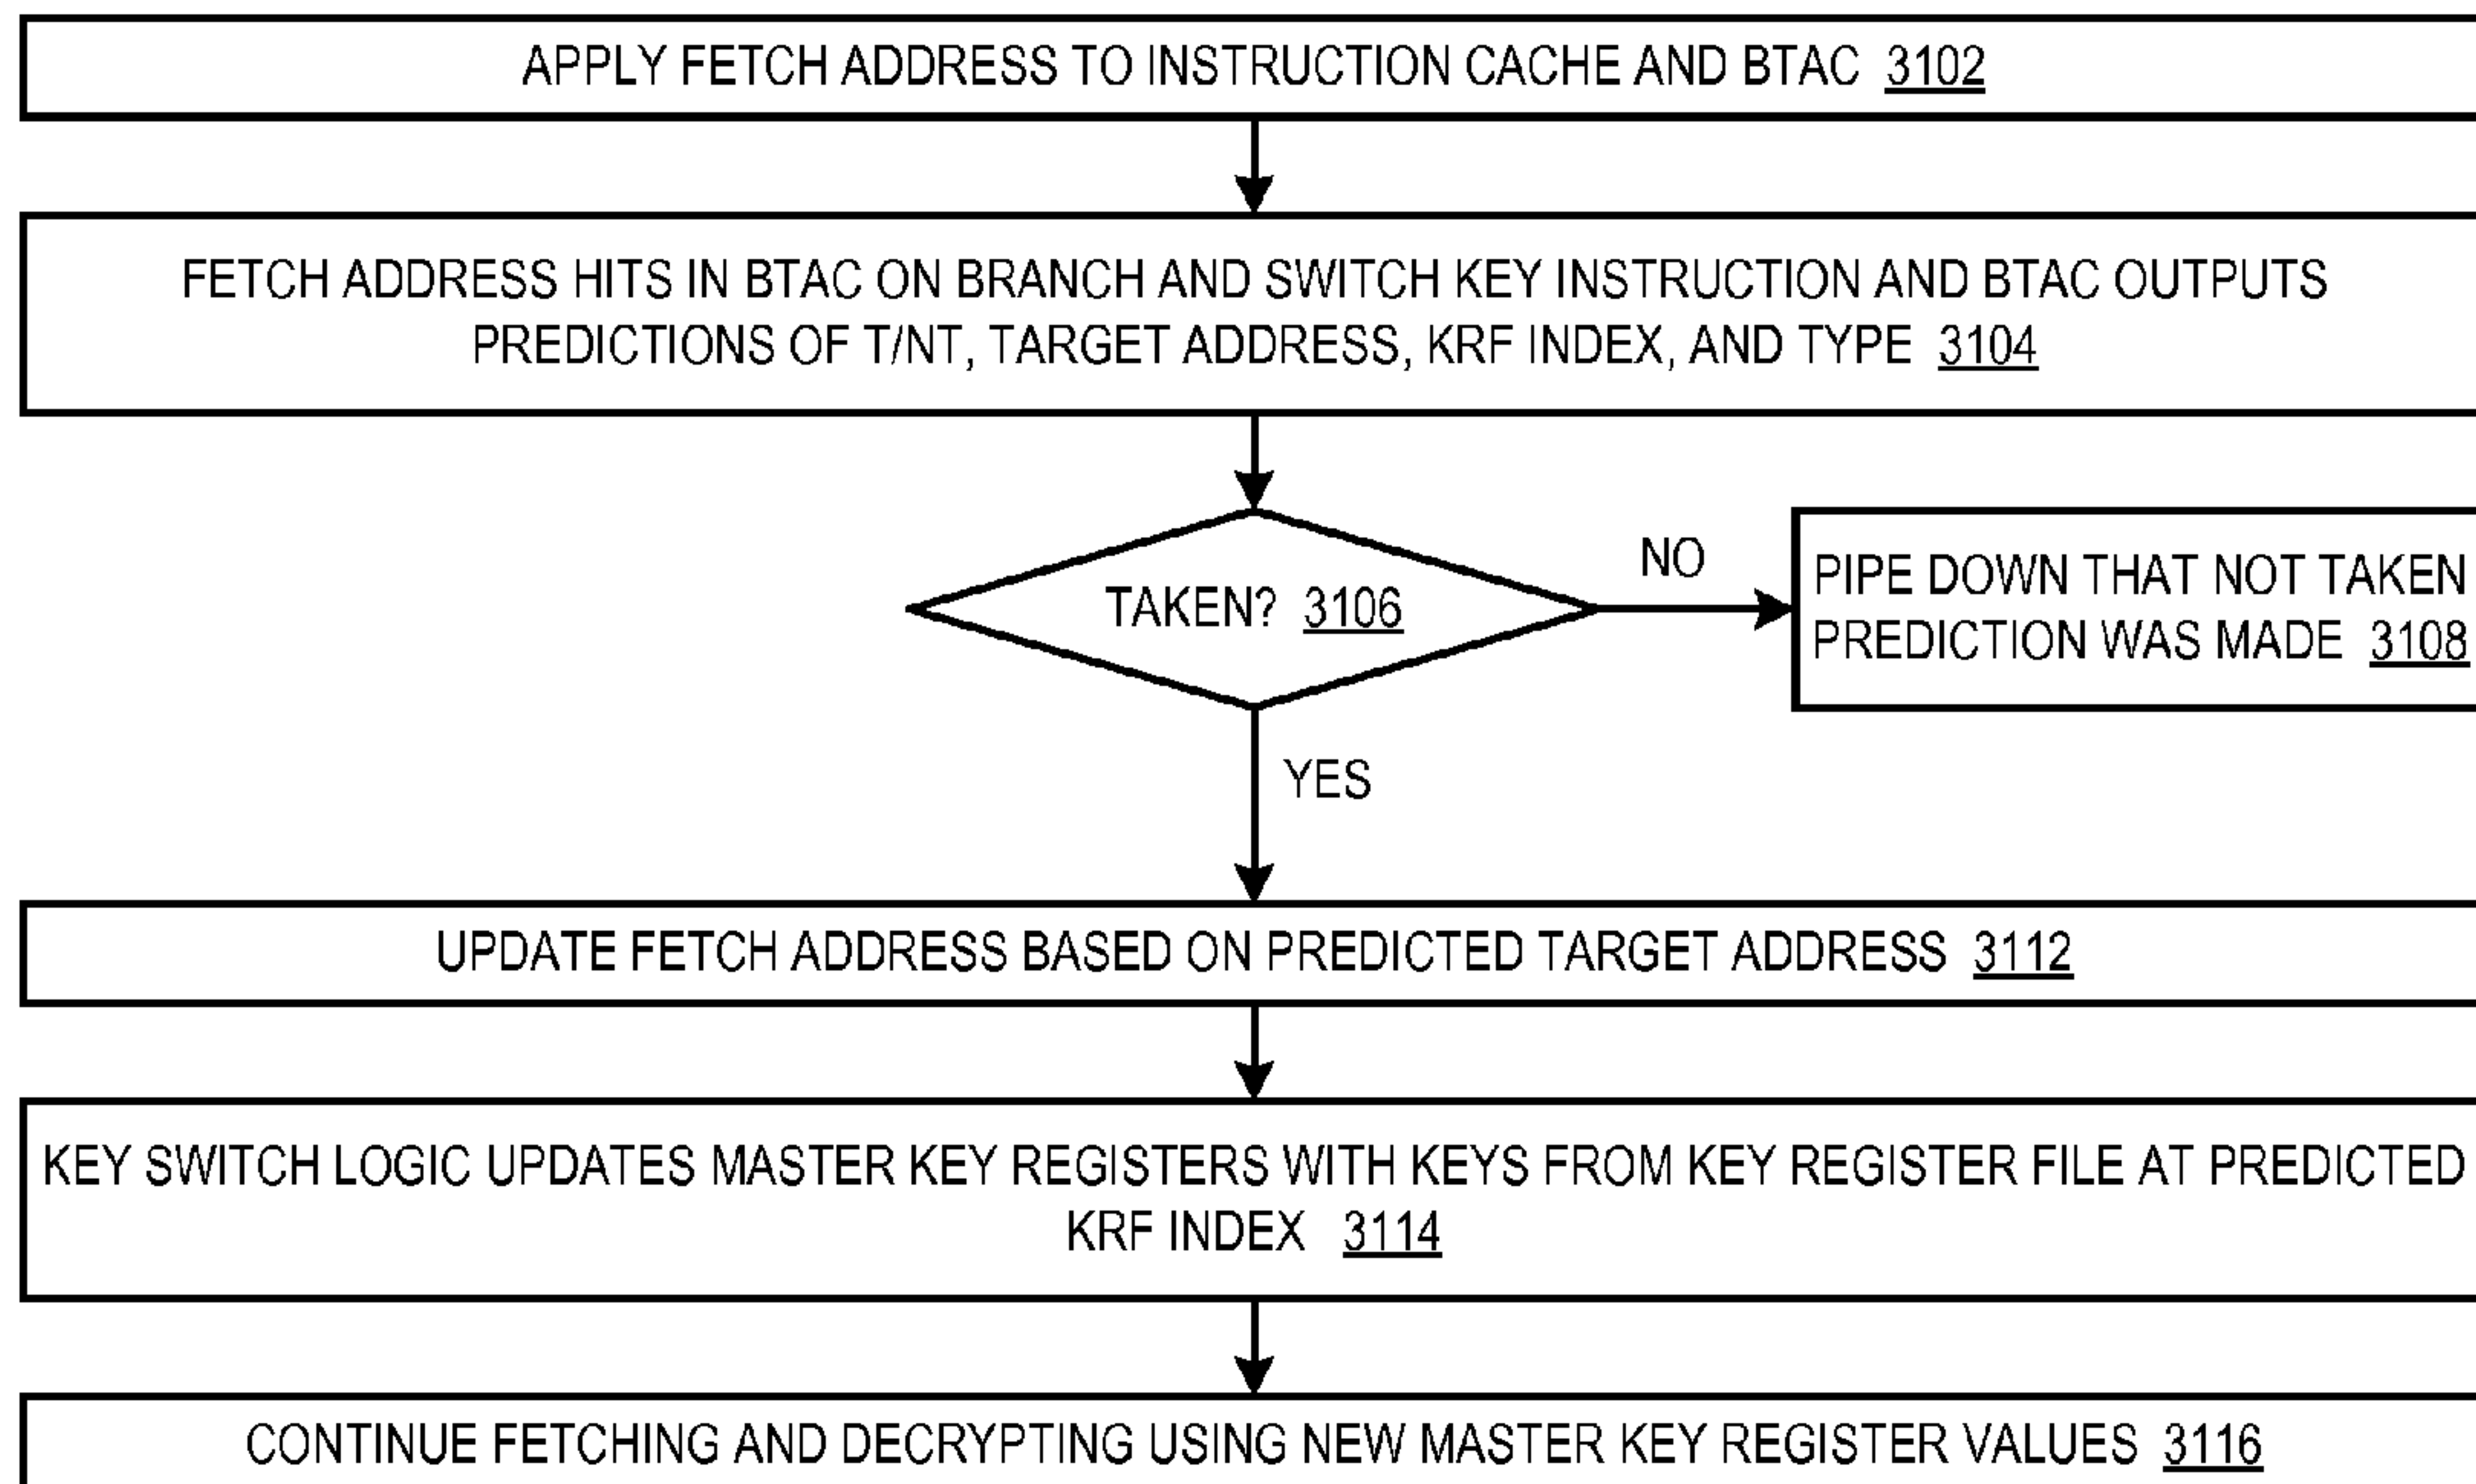 APPLY FETCH ADDRESS TO INSTRUCTION CACHE AND BTAC 3102
FETCH ADDRESS HITS IN BTAC ON BRANCH AND SWITCH KEY INSTRUCTION AND BTAC OUTPUTS
PREDICTIONS OF T/NT, TARGET ADDRESS, KRF INDEX, AND TYPE 3104
TAKEN? 3106
NO
PIPE DOWN THAT NOT TAKEN
PREDICTION WAS MADE 3108
YES
UPDATE FETCH ADDRESS BASED ON PREDICTED TARGET ADDRESS 3112
KEY SWITCH LOGIC UPDATES MASTER KEY REGISTERS WITH KEYS FROM KEY REGISTER FILE AT PREDICTED
KRF INDEX 3114
CONTINUE FETCHING AND DECRYPTING USING NEW MASTER KEY REGISTER VALUES 3116